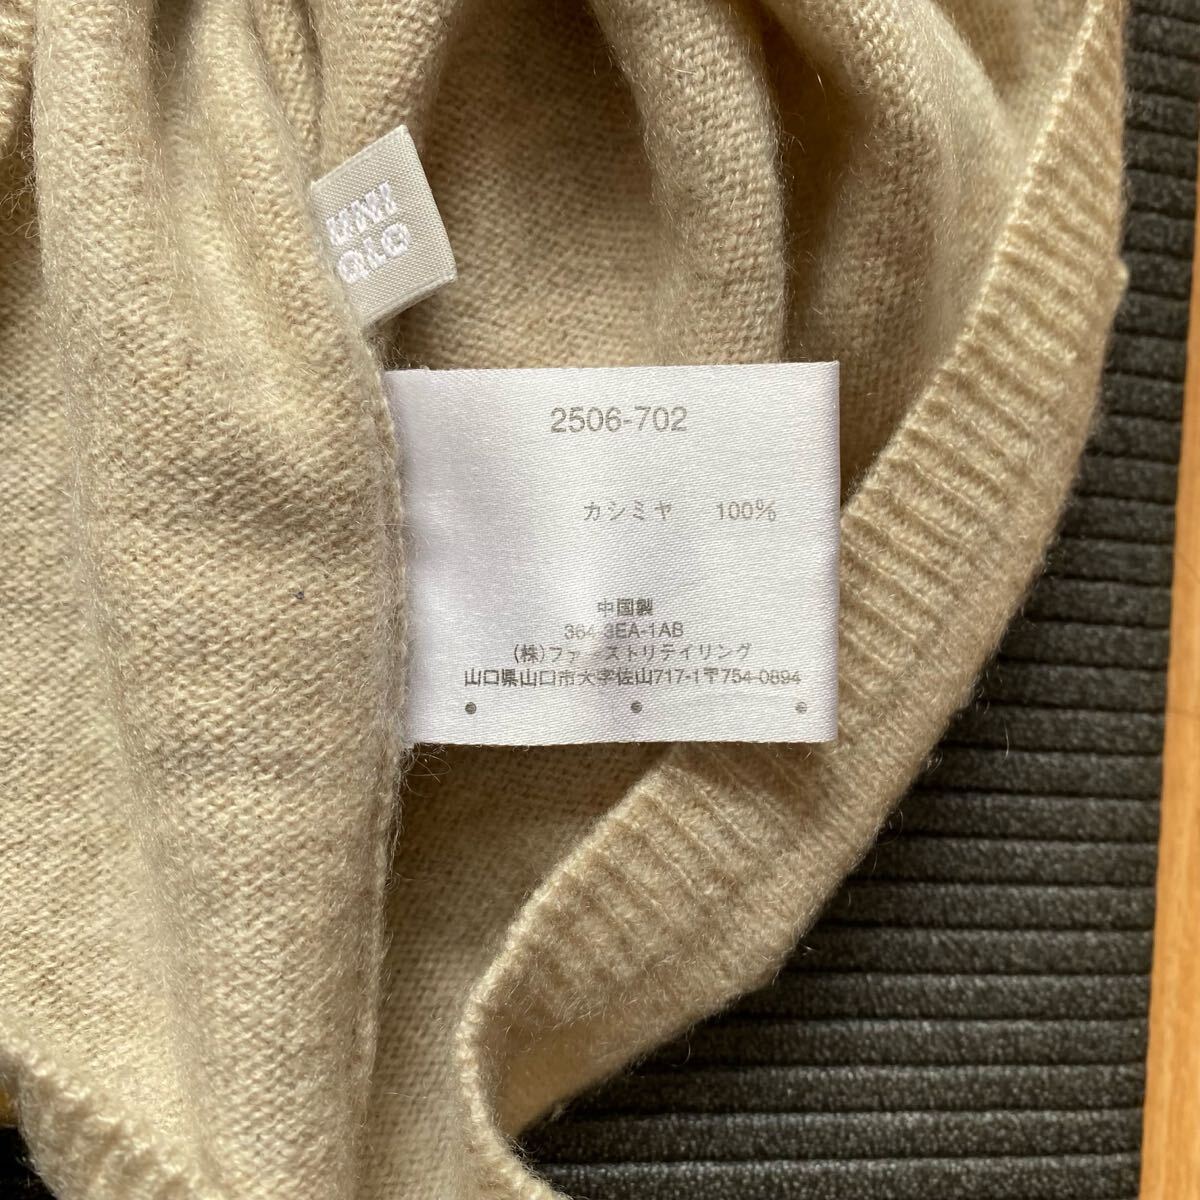 UNI
QLO
2506-702
カシミヤ 100%
中国製
364-3EA-1AB
(株)ファーストリテイリング
山口県山口市大字佐山717-1〒754-0894